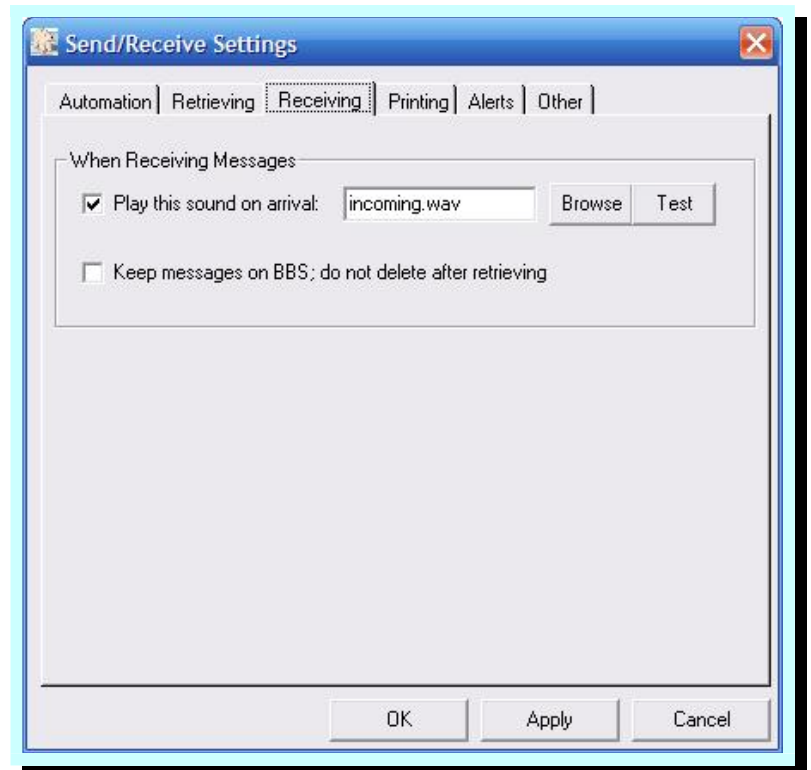 Send/Receive Settings
Automation Retrieving Receiving Printing Alerts Other
When Receiving Messages
Play this sound on arrival: incoming.wav Browse Test
Keep messages on BBS; do not delete after retrieving
OK Apply Cancel